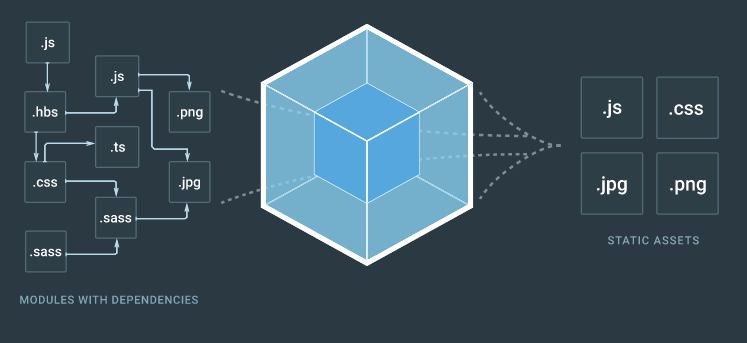 .js
.js
.hbs
.png
.ts
.css
.jpg
.sass
.sass
MODULES WITH DEPENDENCIES
.js
.css
.jpg
.png
STATIC ASSETS